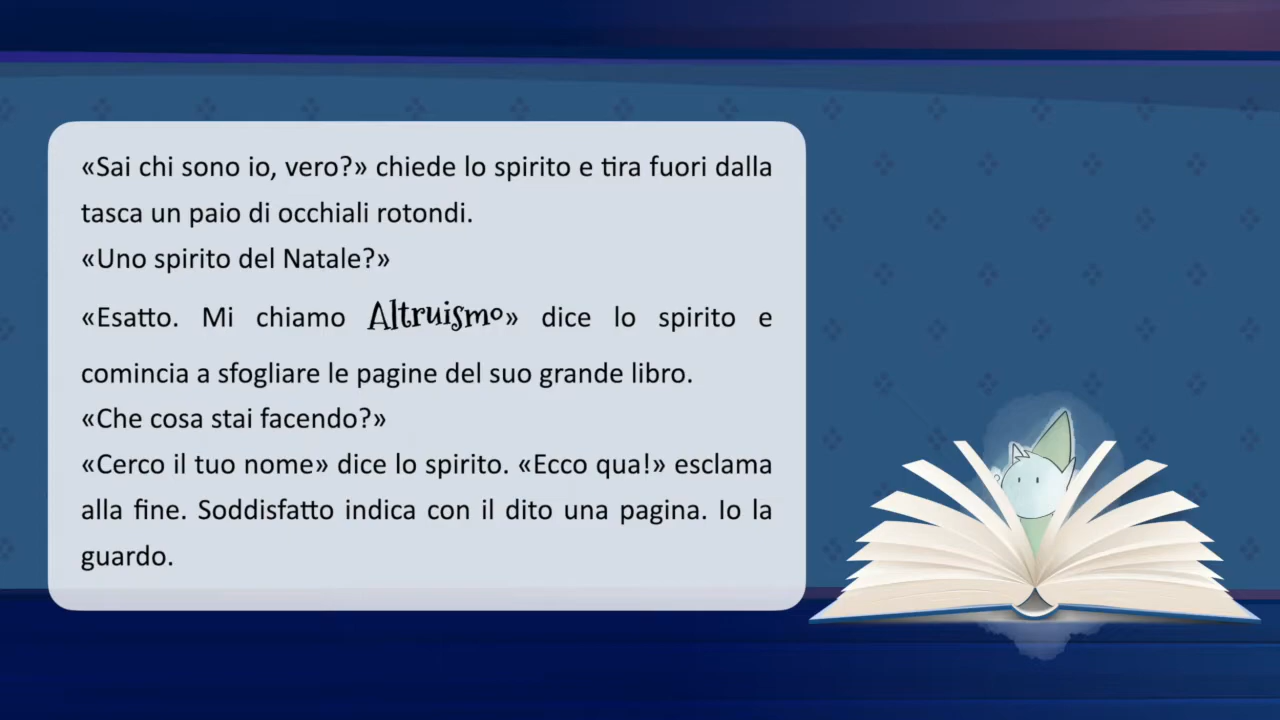 «Sai chi sono io, vero?» chiede lo spirito e tira fuori dalla
tasca un paio di occhiali rotondi.
«Uno spirito del Natale?»
«Esatto. Mi chiamo Altruismo» dice lo spirito e
comincia a sfogliare le pagine del suo grande libro.
«Che cosa stai facendo?»
«Cerco il tuo nome» dice lo spirito. «Ecco qua!» esclama
alla fine. Soddisfatto indica con il dito una pagina. Io la
guardo.